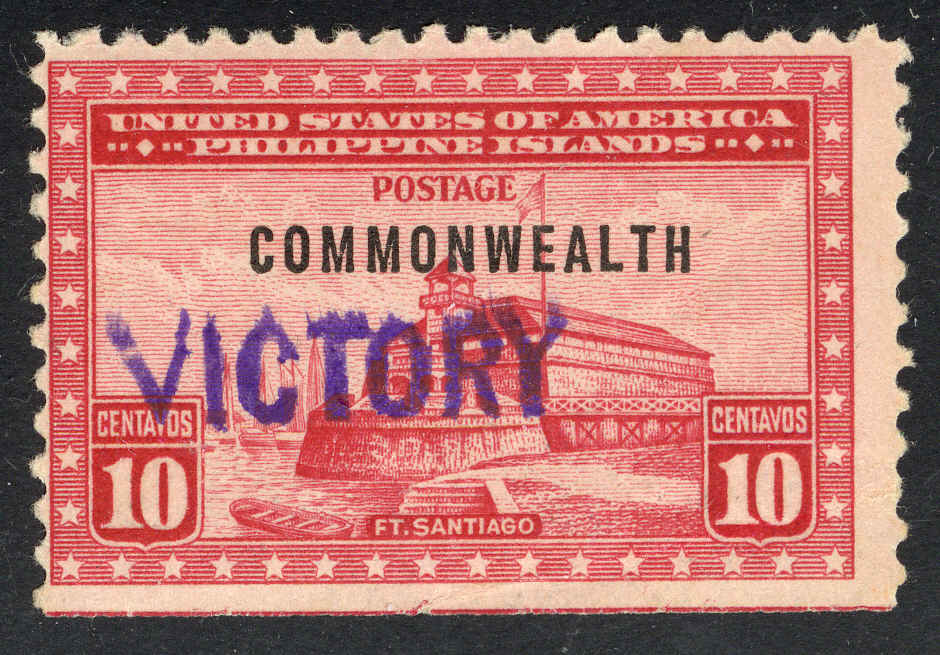 UNITED STATES OF AMERICA
PHILIPPINE ISLANDS
POSTAGE
COMMONWEALTH
VICTORY
CENTAVOS
CENTAVOS
10
10
FT. SANTIAGO